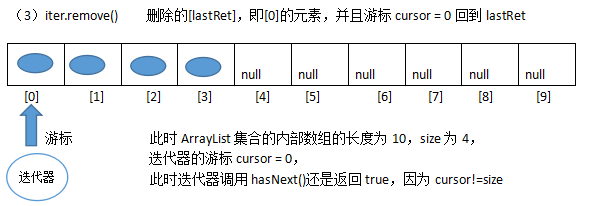 （3）iter.remove() 删除的[lastRet]，即[0]的元素，并且游标 cursor = 0 回到 lastRet
null null null null null null
[0] [1] [2] [3] [4] [5] [6] [7] [8] [9]
游标
迭代器
此时 ArrayList 集合的内部数组的长度为 10，size 为 4，
迭代器的游标 cursor = 0，
此时迭代器调用 hasNext()还是返回 true，因为 cursor!=size